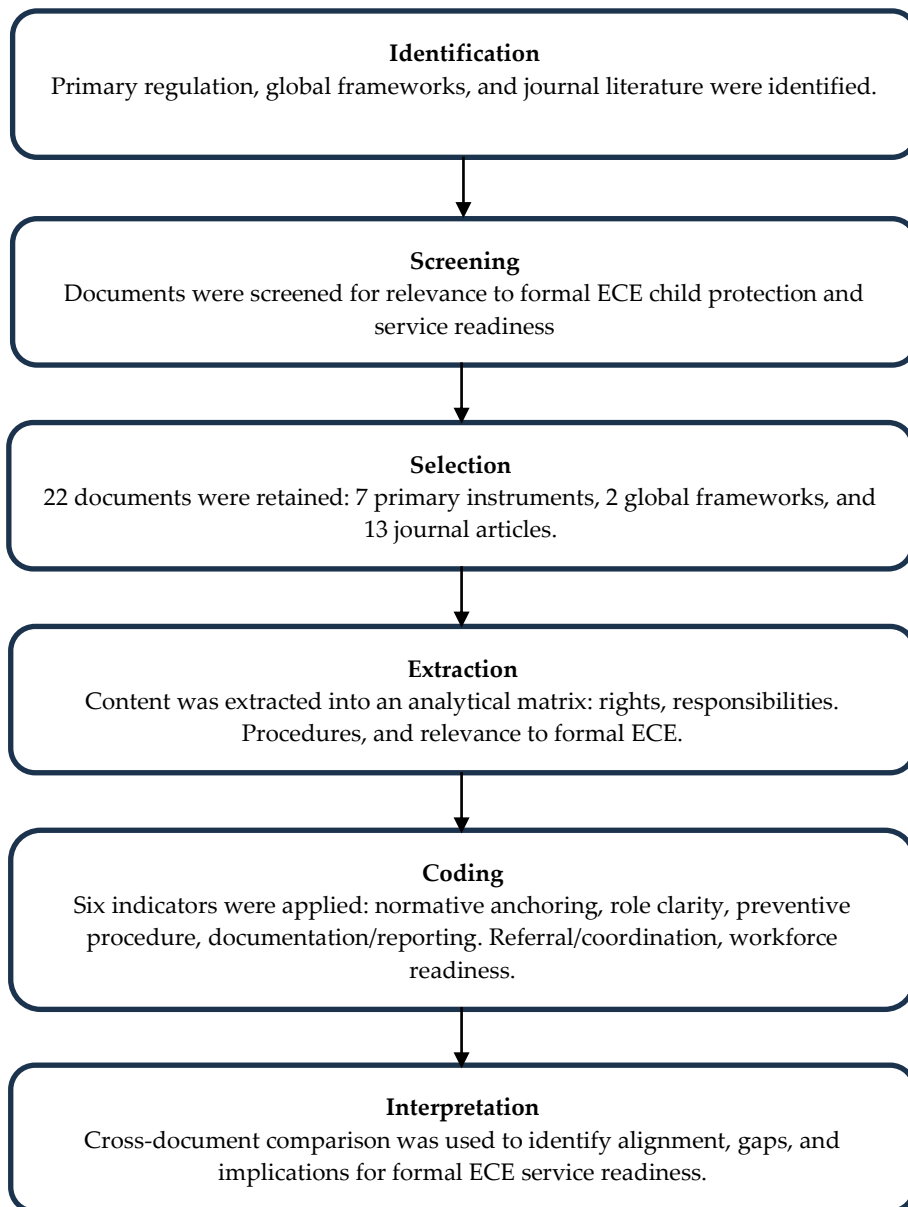 Identification
Primary regulation, global frameworks, and journal literature were identified.
Screening
Documents were screened for relevance to formal ECE child protection and
service readiness
Selection
22 documents were retained: 7 primary instruments, 2 global frameworks, and
13 journal articles.
Extraction
Content was extracted into an analytical matrix: rights, responsibilities.
Procedures, and relevance to formal ECE.
Coding
Six indicators were applied: normative anchoring, role clarity, preventive
procedure, documentation/reporting. Referral/coordination, workforce
readiness.
Interpretation
Cross-document comparison was used to identify alignment, gaps, and
implications for formal ECE service readiness.